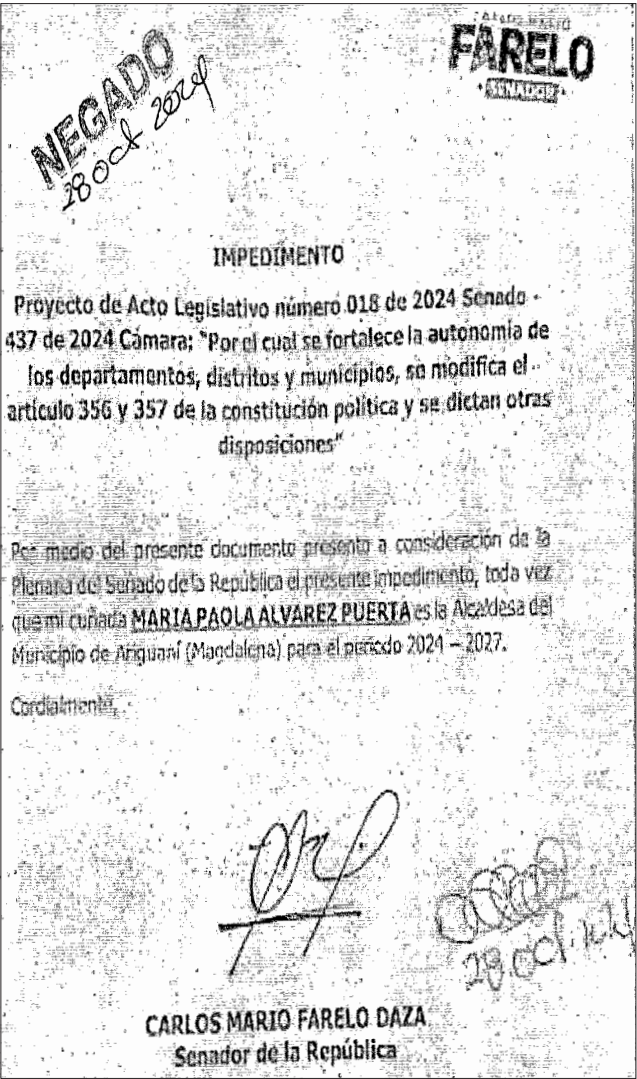 CARLOS MARIO
FARELO
SENADOR
NEGADO
28 Oct 2024
IMPEDIMENTO
Proyecto de Acto Legislativo número 018 de 2024 Senado -
437 de 2024 Cámara: "Por el cual se fortalece la autonomía de
los departamentos, distritos y municipios, se modifica el
artículo 356 y 357 de la constitución política y se dictan otras
disposiciones"
Por medio del presente documento presento a consideración de la
Plenaria del Senado de la República el presente impedimento, toda vez
que mi cuñada MARIA PAOLA ALVAREZ PUERTA es la Alcaldesa del
Municipio de Ariguaní (Magdalena) para el periodo 2024 – 2027.
Cordialmente,
28 Oct.
CARLOS MARIO FARELO DAZA
Senador de la República